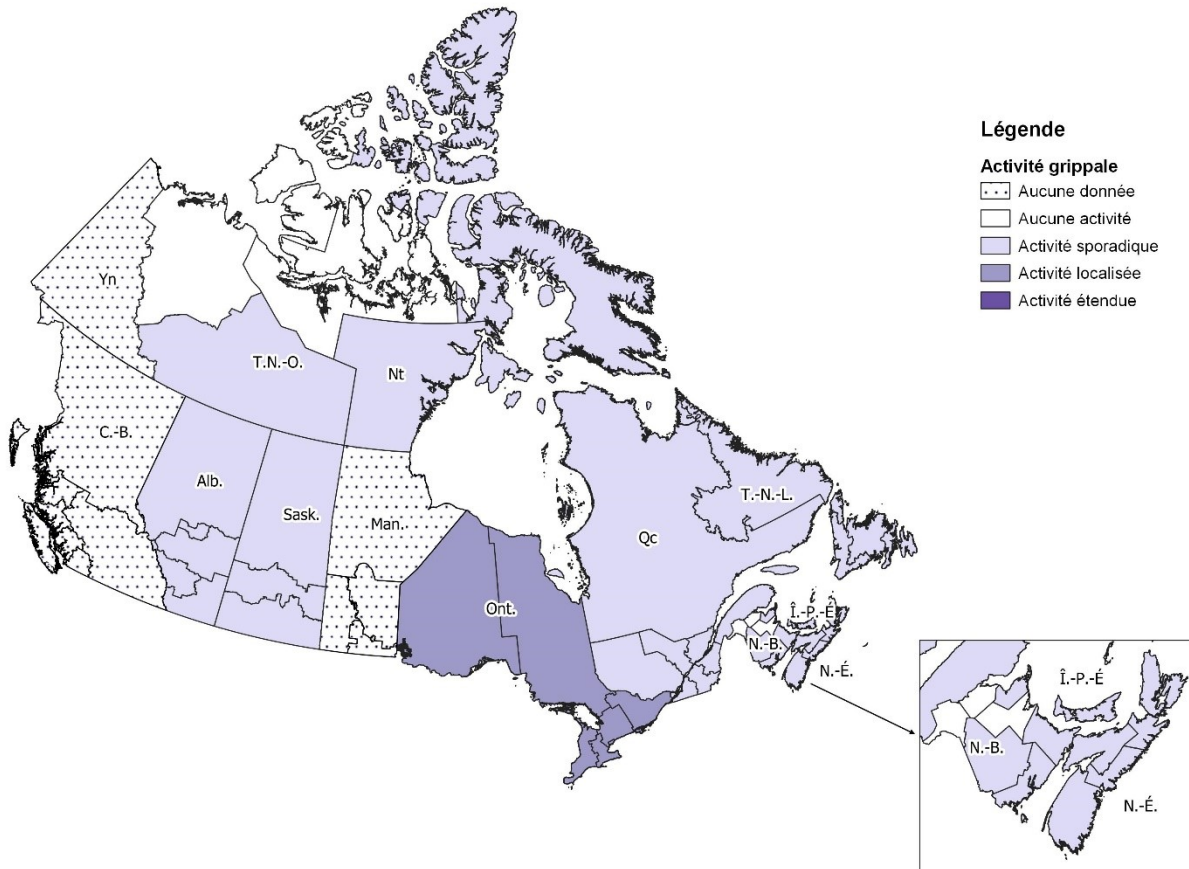 Légende
Activité grippale
Aucune donnée
Aucune activité
Activité sporadique
Activité localisée
Activité étendue
Yn
T.N.-O.
Nt
C.-B.
Alb.
Sask.
Man.
Ont.
Qc
T.-N.-L.
Î.-P.-É
N.-B.
N.-É.
Î.-P.-É
N.-B.
N.-É.